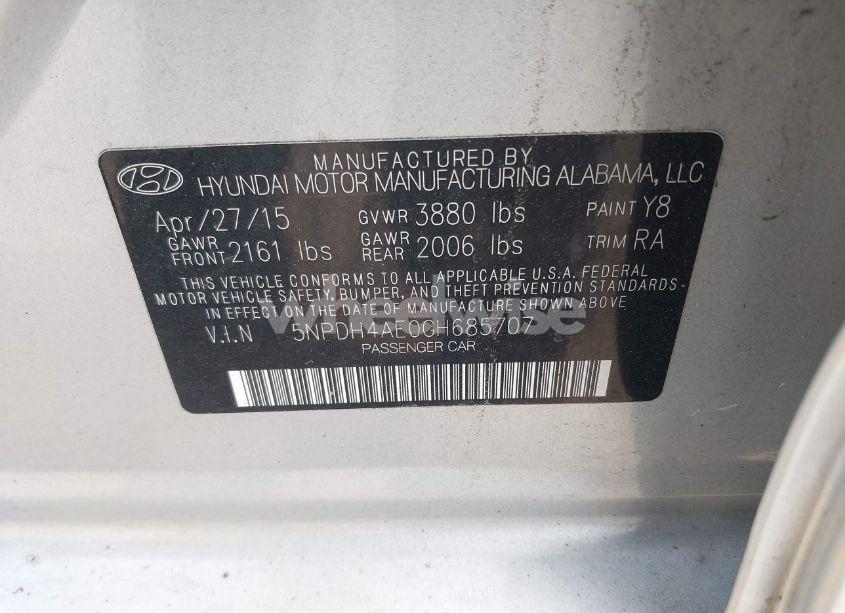 MANUFACTURED BY
HYUNDAI MOTOR MANUFACTURING ALABAMA, LLC
Apr/27/15 GVWR 3880 lbs PAINT Y8
GAWR FRONT 2161 lbs GAWR REAR 2006 lbs TRIM RA
THIS VEHICLE CONFORMS TO ALL APPLICABLE U.S.A. FEDERAL
MOTOR VEHICLE SAFETY, BUMPER, AND THEFT PREVENTION STANDARDS-
IN EFFECT ON THE DATE OF MANUFACTURE SHOWN ABOVE.
V.I.N 5NPDH4AE0GH685707
PASSENGER CAR
wheelwise